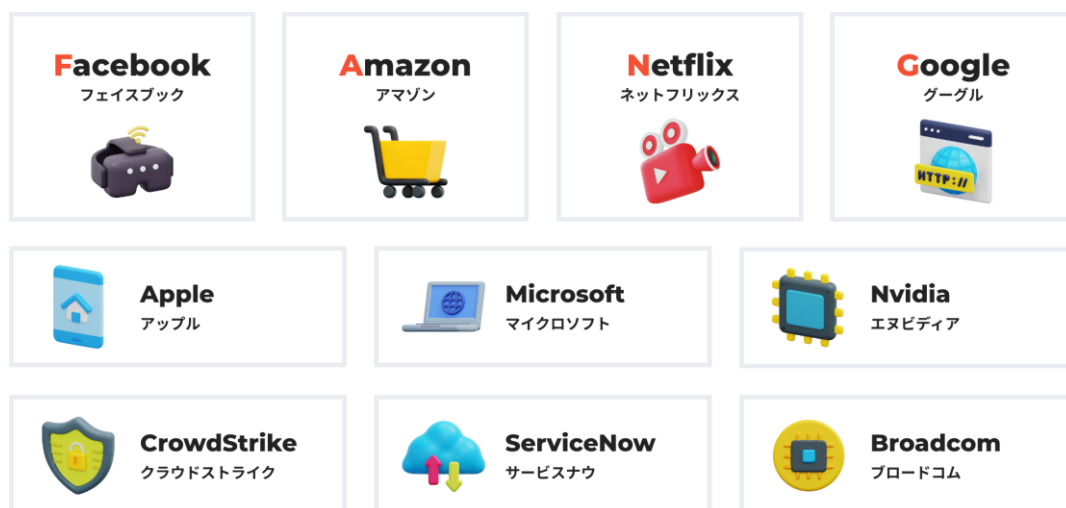 Facebook
フェイスブック
Amazon
アマゾン
Netflix
ネットフリックス
Google
グーグル
HTTP://
Apple
アップル
Microsoft
マイクロソフト
Nvidia
エヌビディア
CrowdStrike
クラウドストライク
ServiceNow
サービスナウ
Broadcom
ブロードコム